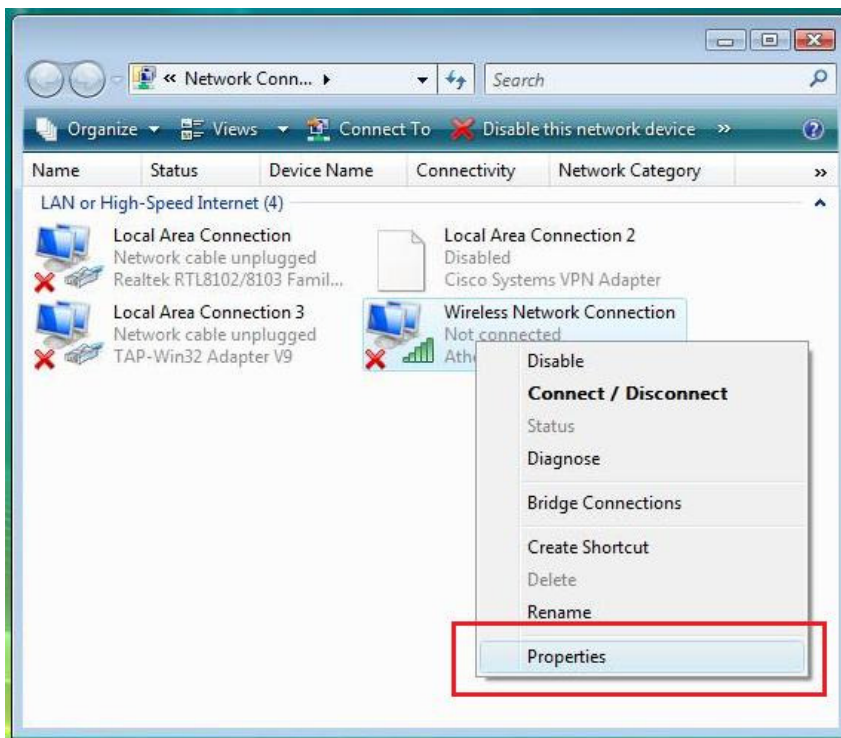 « Network Conn...
Search
Organize Views Connect To Disable this network device »
Name Status Device Name Connectivity Network Category »
LAN or High-Speed Internet (4)
Local Area Connection
Network cable unplugged
Realtek RTL8102/8103 Famil...
Local Area Connection 2
Disabled
Cisco Systems VPN Adapter
Local Area Connection 3
Network cable unplugged
TAP-Win32 Adapter V9
Wireless Network Connection
Not connected
Disable
Connect / Disconnect
Status
Diagnose
Bridge Connections
Create Shortcut
Delete
Rename
Properties